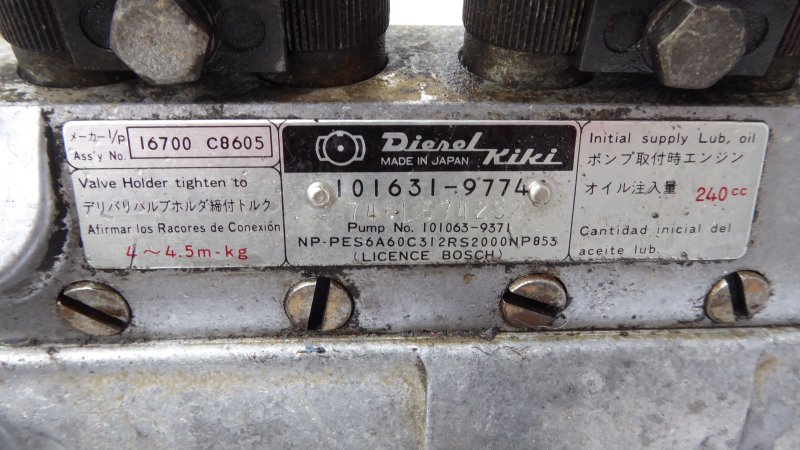 メーカー I/P
Ass'y No.
16700 C8605
Valve Holder tighten to
デリバリバルブホルダ締付トルク
Afirmar los Racores de Conexión
4～4.5m-kg
Diesel Kiki
MADE IN JAPAN
101631-9774
Pump No. 101063-9371
NP-PES6A60C312RS2000NP853
(LICENCE BOSCH)
Initial supply Lub. oil
ポンプ取付時エンジン
オイル注入量 240cc
Cantidad inicial del
aceite lub.